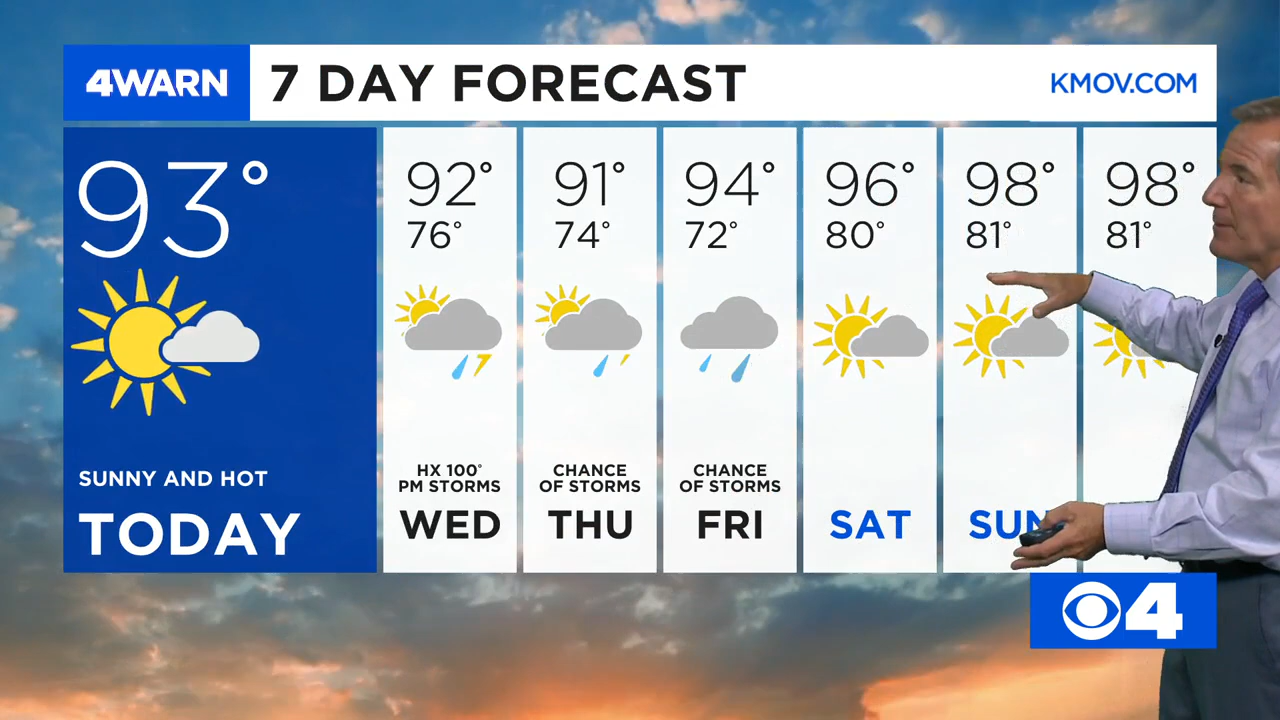 4WARN
7 DAY FORECAST
KMOV.COM
93°
SUNNY AND HOT
TODAY
92°
76°
HX 100°
PM STORMS
WED
91°
74°
CHANCE
OF STORMS
THU
94°
72°
CHANCE
OF STORMS
FRI
96°
80°
SAT
98°
81°
SUN
98°
81°
4